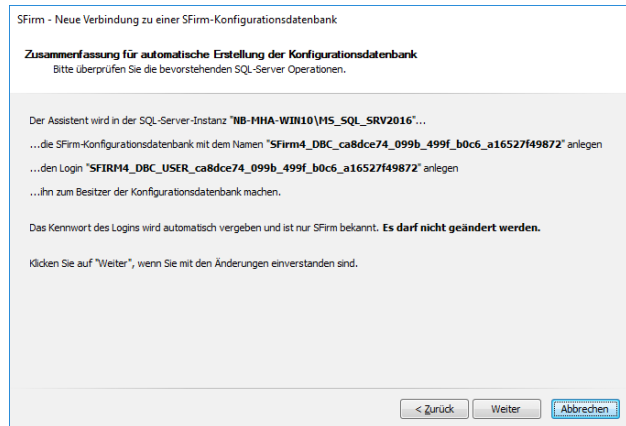 SFirm - Neue Verbindung zu einer SFirm-Konfigurationsdatenbank
Zusammenfassung für automatische Erstellung der Konfigurationsdatenbank
Bitte überprüfen Sie die bevorstehenden SQL-Server Operationen.
Der Assistent wird in der SQL-Server-Instanz "NB-MHA-WIN10\MS_SQL_SRV2016"...
...die SFirm-Konfigurationsdatenbank mit dem Namen "SFirm4_DBC_ca8dce74_099b_499f_b0c6_a16527f49872" anlegen
...den Login "SFIRM4_DBC_USER_ca8dce74_099b_499f_b0c6_a16527f49872" anlegen
...ihn zum Besitzer der Konfigurationsdatenbank machen.
Das Kennwort des Logins wird automatisch vergeben und ist nur SFirm bekannt. Es darf nicht geändert werden.
Klicken Sie auf "Weiter", wenn Sie mit den Änderungen einverstanden sind.
< Zurück Weiter Abbrechen